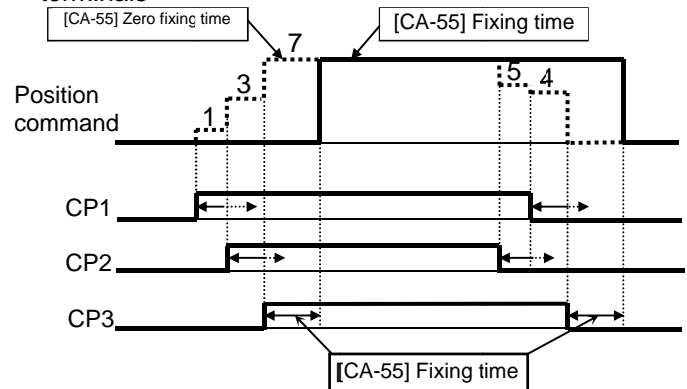 terminals
[CA-55] Zero fixing time
[CA-55] Fixing time
7
3
5
4
1
Position
command
CP1
CP2
CP3
[CA-55] Fixing time